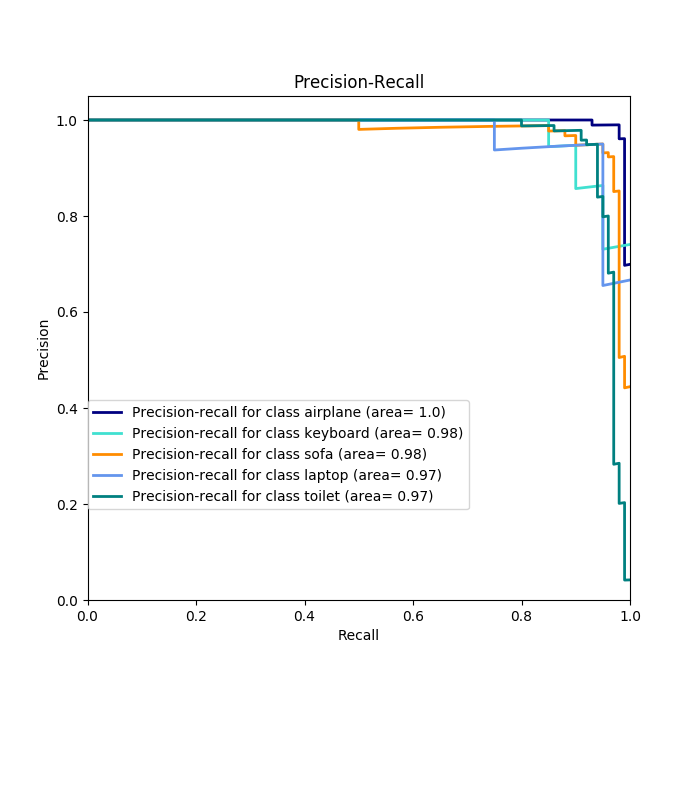 Precision-Recall
1.0
0.8
0.6
0.4
0.2
0.0
Precision
Precision-recall for class airplane (area= 1.0)
Precision-recall for class keyboard (area= 0.98)
Precision-recall for class sofa (area= 0.98)
Precision-recall for class laptop (area= 0.97)
Precision-recall for class toilet (area= 0.97)
0.0 0.2 0.4 0.6 0.8 1.0
Recall